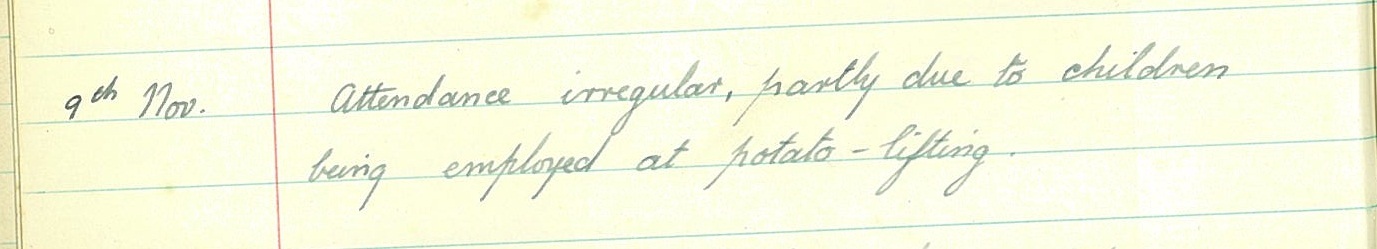 9th Nov. Attendance irregular, partly due to children
being employed at potato-lifting.